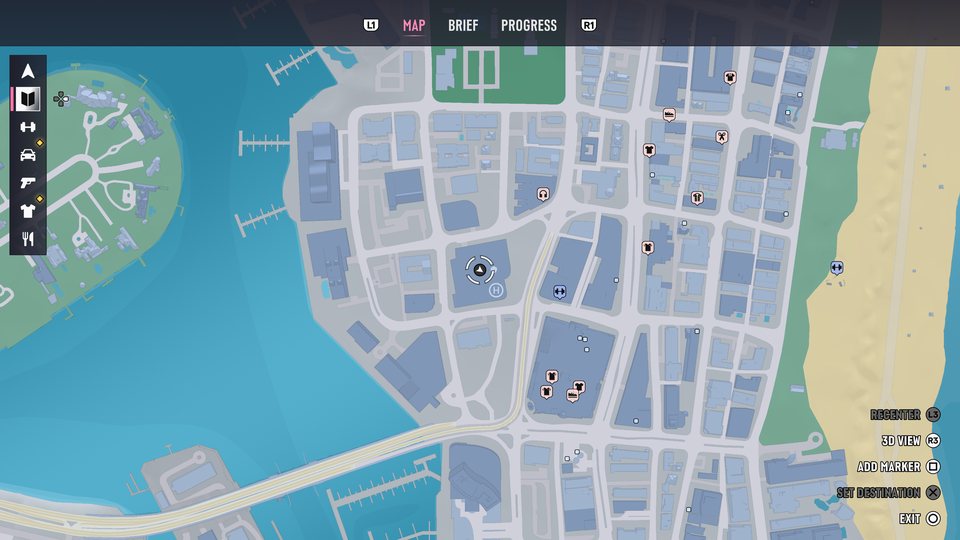 L1 MAP BRIEF PROGRESS R1
H
RECENTER L3
3D VIEW R3
ADD MARKER
SET DESTINATION
EXIT